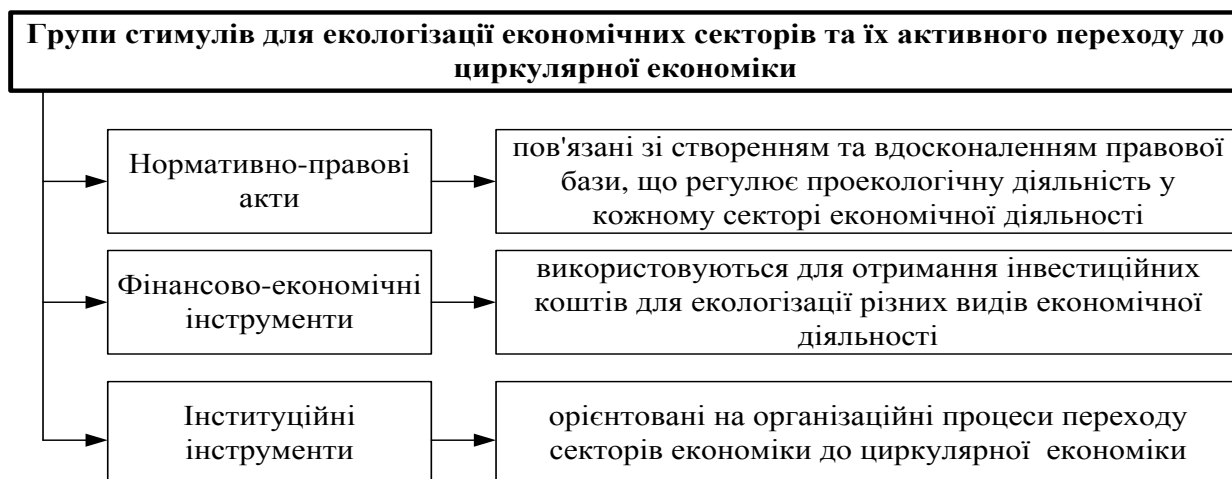 Групи стимулів для екологізації економічних секторів та їх активного переходу до
циркулярної економіки
Нормативно-правові
акти
пов'язані зі створенням та вдосконаленням правової
бази, що регулює проекологічну діяльність у
кожному секторі економічної діяльності
Фінансово-економічні
інструменти
використовуються для отримання інвестиційних
коштів для екологізації різних видів економічної
діяльності
Інституційні
інструменти
орієнтовані на організаційні процеси переходу
секторів економіки до циркулярної економіки